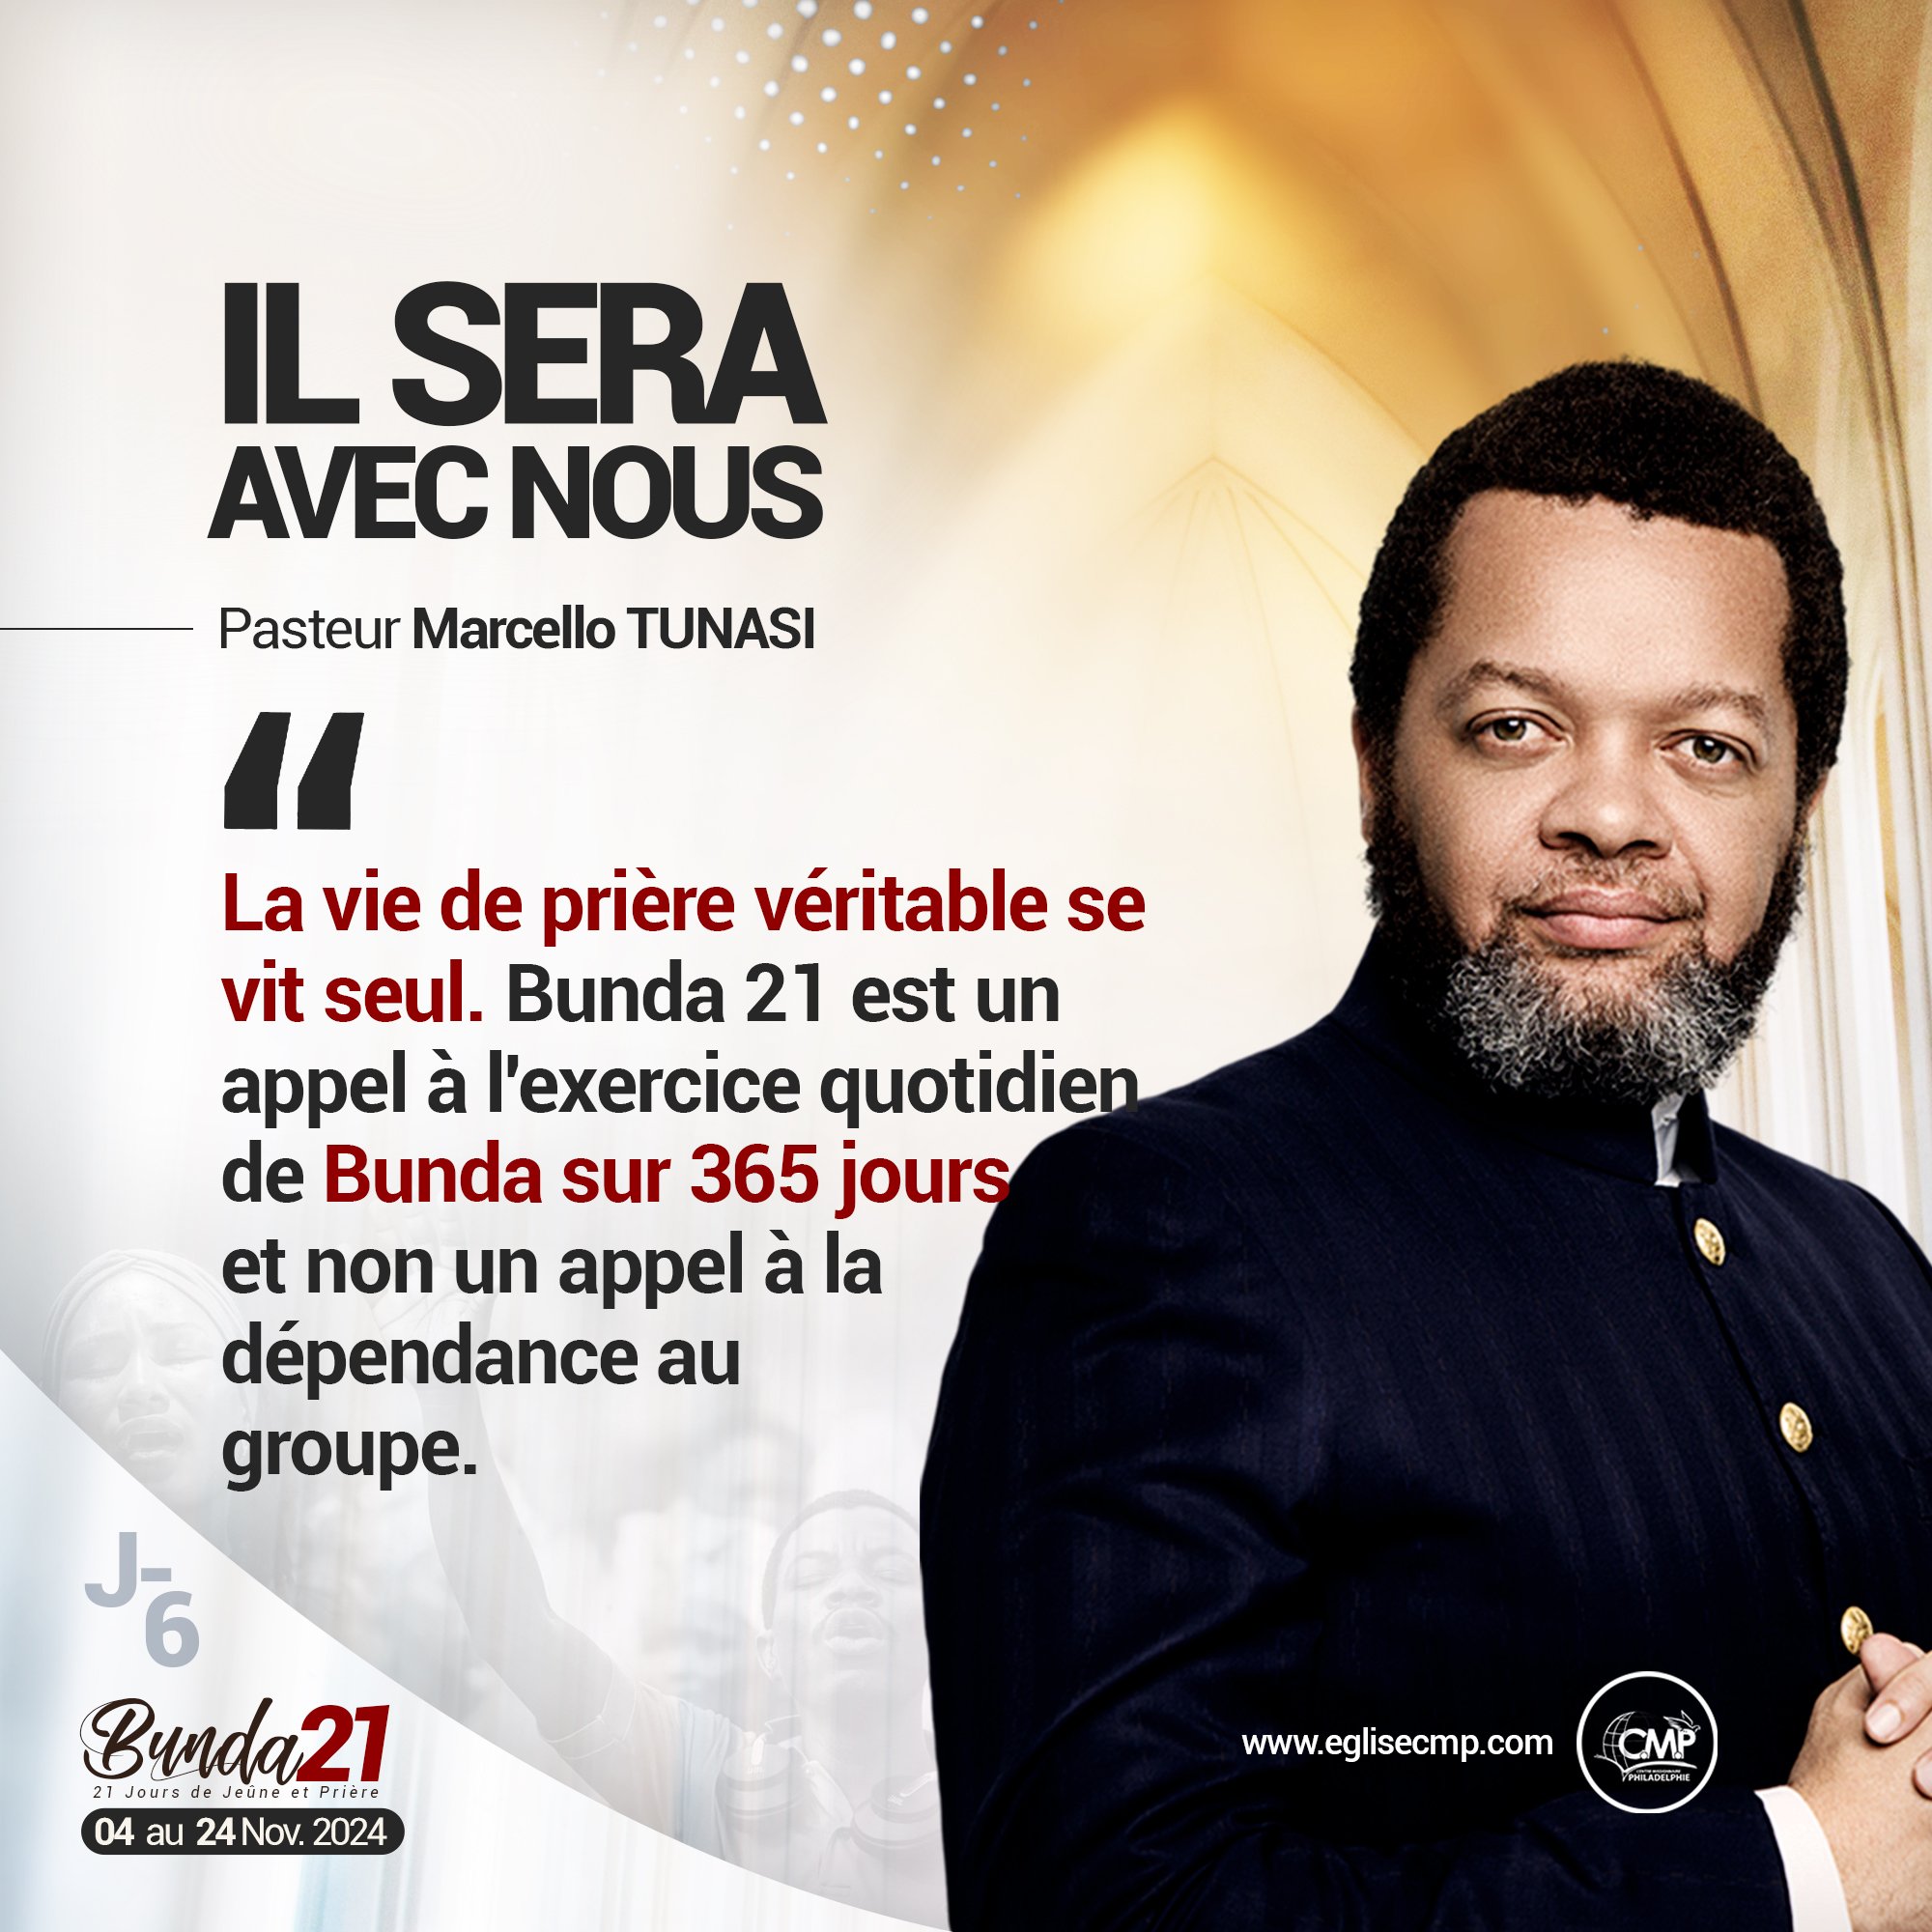 IL SERA
AVEC NOUS
Pasteur Marcello TUNASI
“
La vie de prière véritable se
vit seul. Bunda 21 est un
appel à l'exercice quotidien
de Bunda sur 365 jours
et non un appel à la
dépendance au
groupe.
J-
6
Bunda21
21 Jours de Jeûne et Prière
04 au 24 Nov. 2024
www.eglisecmp.com
C.M.P
CENTRE MISSIONNAIRE
PHILADELPHIE